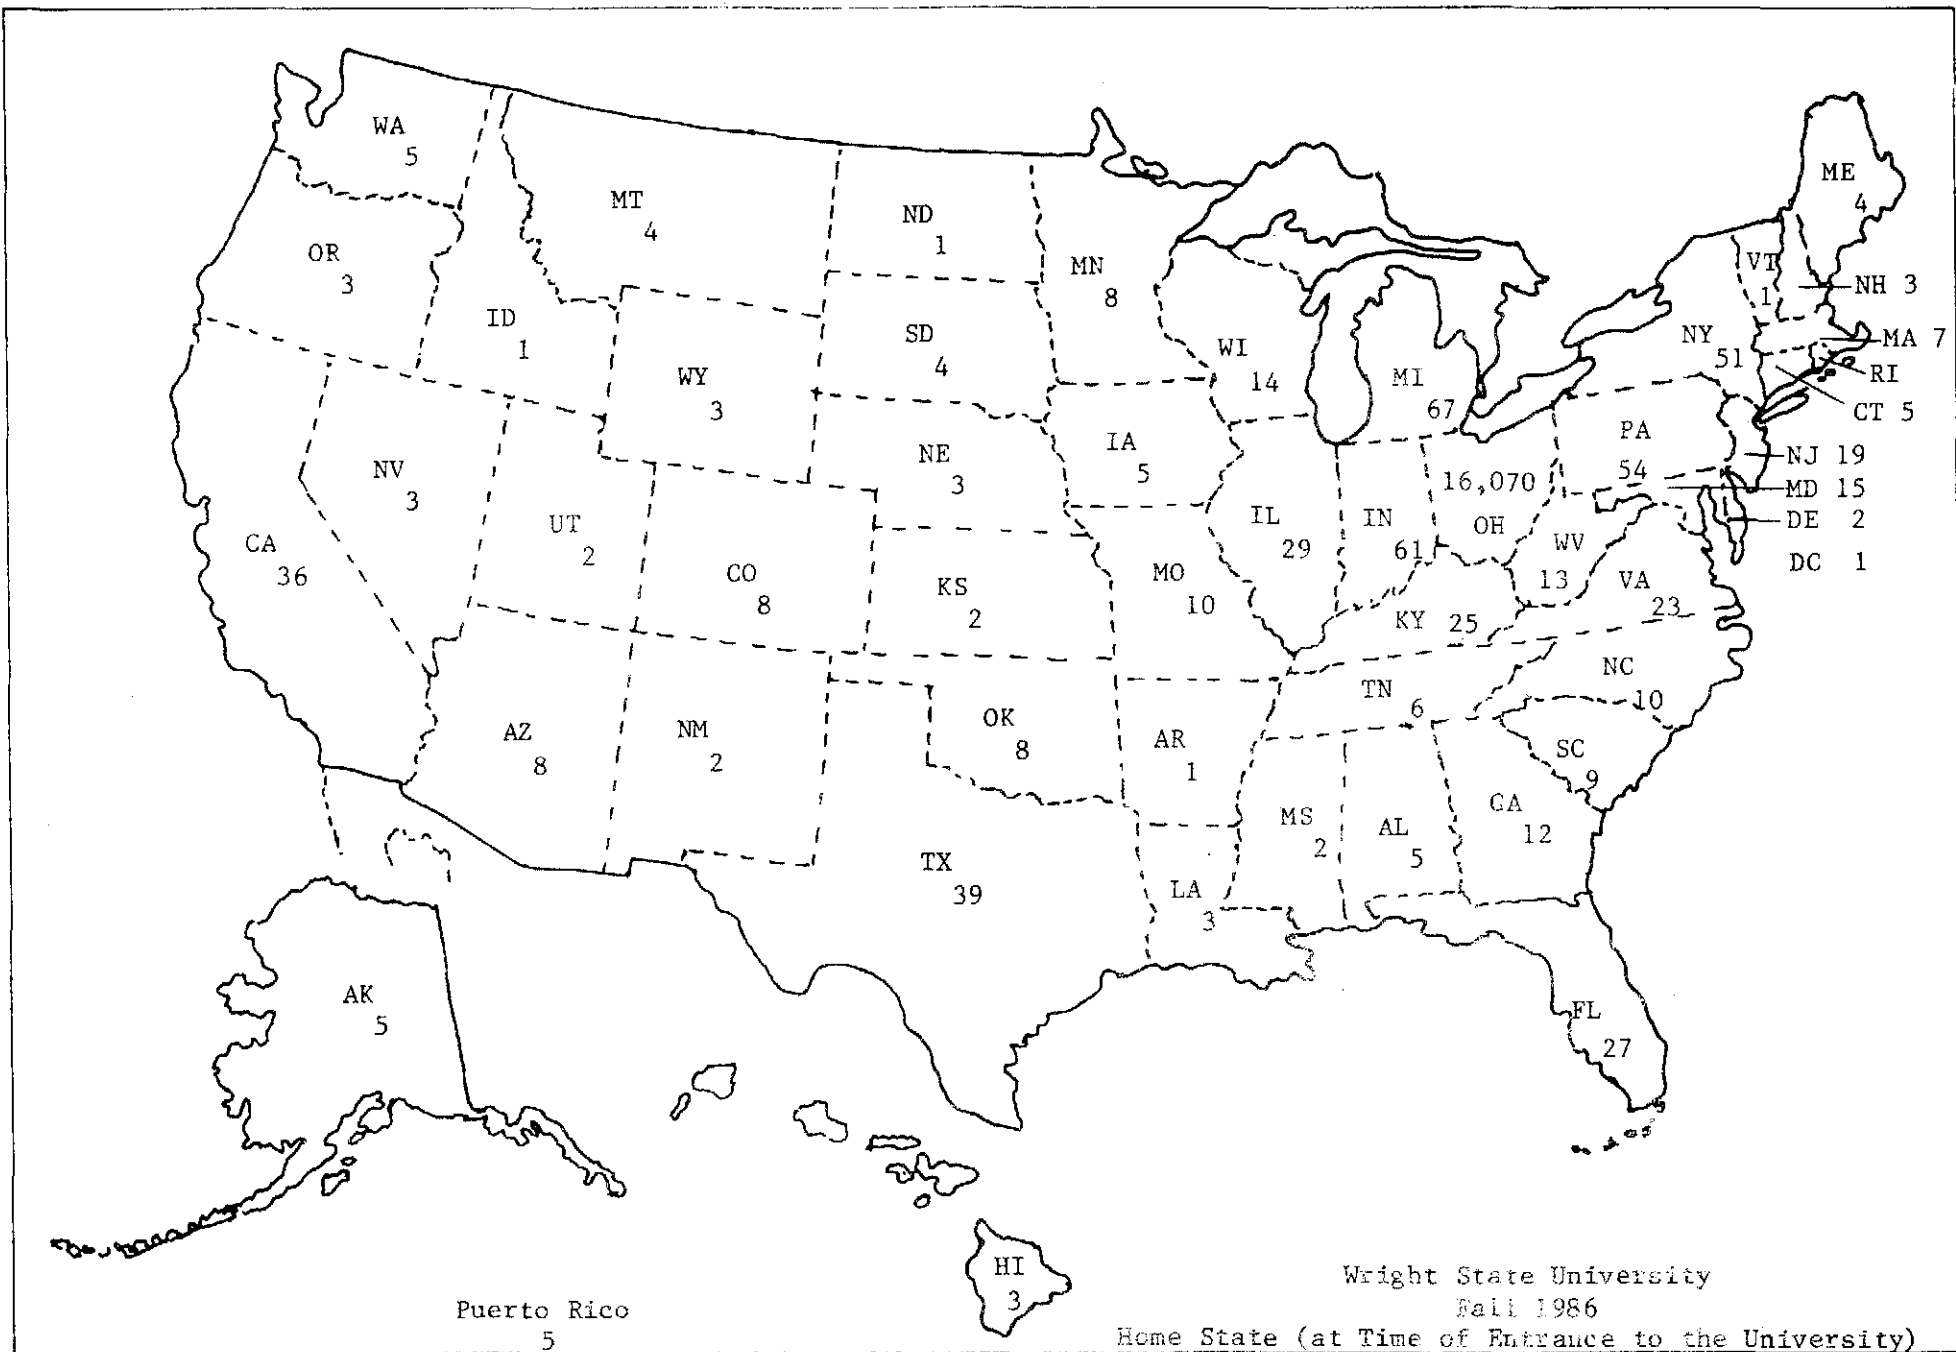 WA
5
MT
4
ND
1
MN
8
ME
4
OR
3
ID
1
SD
4
WI
14
VT
1
NH 3
NY
51
MA 7
RI
CT 5
WY
3
MI
67
NV
3
NE
3
IA
5
PA
54
NJ 19
MD 15
DE 2
DC 1
CA
36
UT
2
CO
8
KS
2
MO
10
IL
29
IN
61
16,070
OH
WV
13
VA
23
KY 25
AZ
8
NM
2
OK
8
AR
1
TN
6
NC
10
SC
9
TX
39
LA
3
MS
2
AL
5
GA
12
FL
27
AK
5
HI
3
Puerto Rico
5
Wright State University
Fall 1986
Home State (at Time of Entrance to the University)